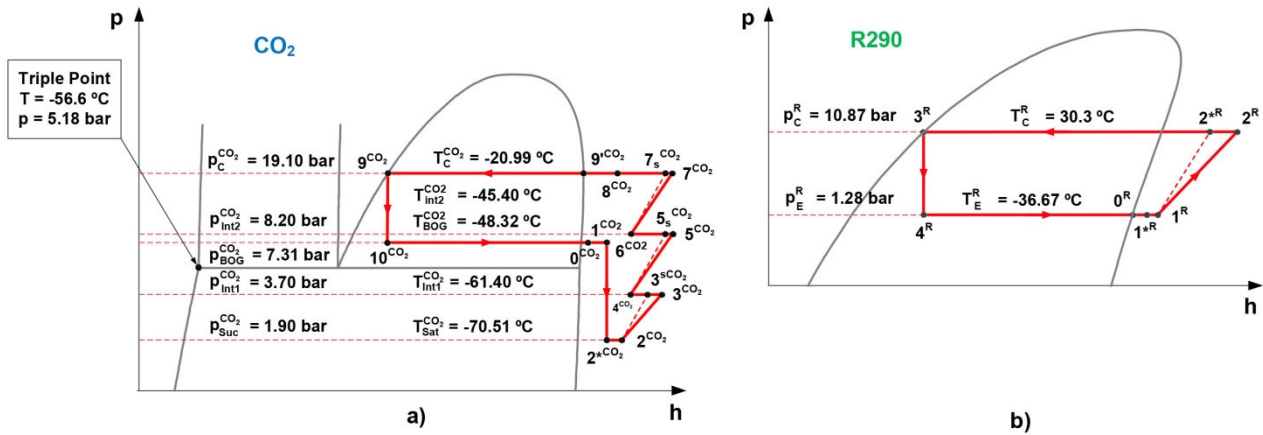 p
CO₂
Triple Point
T = -56.6 ºC
p = 5.18 bar
p_C^CO₂ = 19.10 bar
9^CO₂
T_C^CO₂ = -20.99 ºC
9'^CO₂
7_s^CO₂
7^CO₂
8^CO₂
T_int2^CO2 = -45.40 ºC
p_Int2^CO₂ = 8.20 bar
T_BOG^CO2 = -48.32 ºC
1^CO₂
5_s^CO₂
5^CO₂
p_BOG^CO₂ = 7.31 bar
10^CO₂
0^CO₂
6^CO2
p_Int1^CO₂ = 3.70 bar
T_Int1^CO₂ = -61.40 ºC
4^CO₂
3^sCO₂
3^CO₂
p_Suc^CO₂ = 1.90 bar
T_Sat^CO₂ = -70.51 ºC
2*^CO₂
2^CO₂
h
a)
p
R290
p_C^R = 10.87 bar
3^R
T_C^R = 30.3 ºC
2*^R
2^R
p_E^R = 1.28 bar
T_E^R = -36.67 ºC
0^R
4^R
1*^R
1^R
h
b)